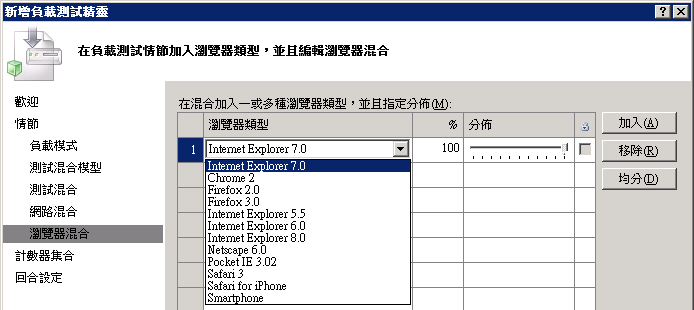 新增負載測試精靈
在負載測試情節加入瀏覽器類型，並且編輯瀏覽器混合
歡迎
情節
負載模式
測試混合模型
測試混合
網路混合
瀏覽器混合
計數器集合
回合設定
在混合加入一或多種瀏覽器類型，並且指定分佈(M):
瀏覽器類型 % 分佈
1 Internet Explorer 7.0 100
Internet Explorer 7.0
Chrome 2
Firefox 2.0
Firefox 3.0
Internet Explorer 5.5
Internet Explorer 6.0
Internet Explorer 8.0
Netscape 6.0
Pocket IE 3.02
Safari 3
Safari for iPhone
Smartphone
加入(A)
移除(R)
均分(D)